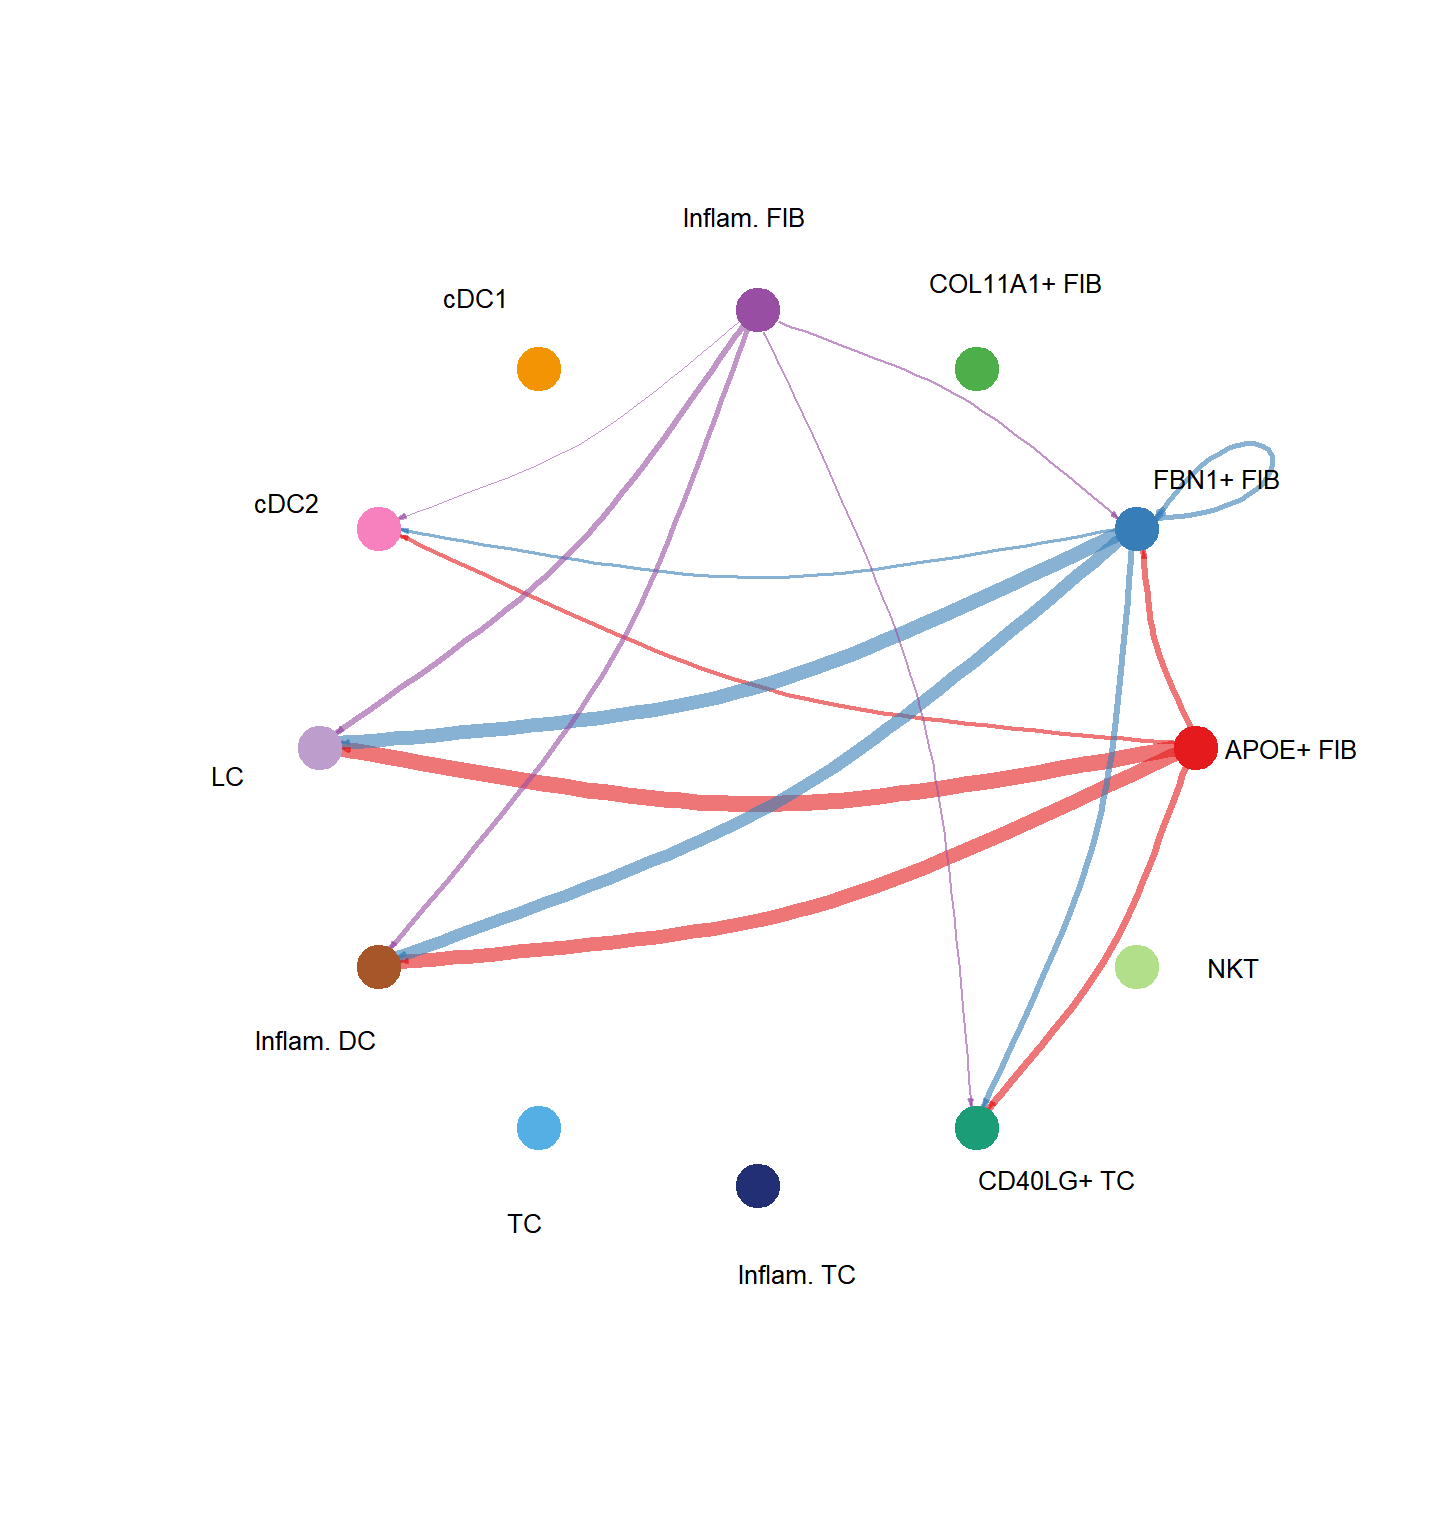 Inflam. FIB
COL11A1+ FIB
cDC1
FBN1+ FIB
cDC2
APOE+ FIB
LC
NKT
Inflam. DC
CD40LG+ TC
TC
Inflam. TC